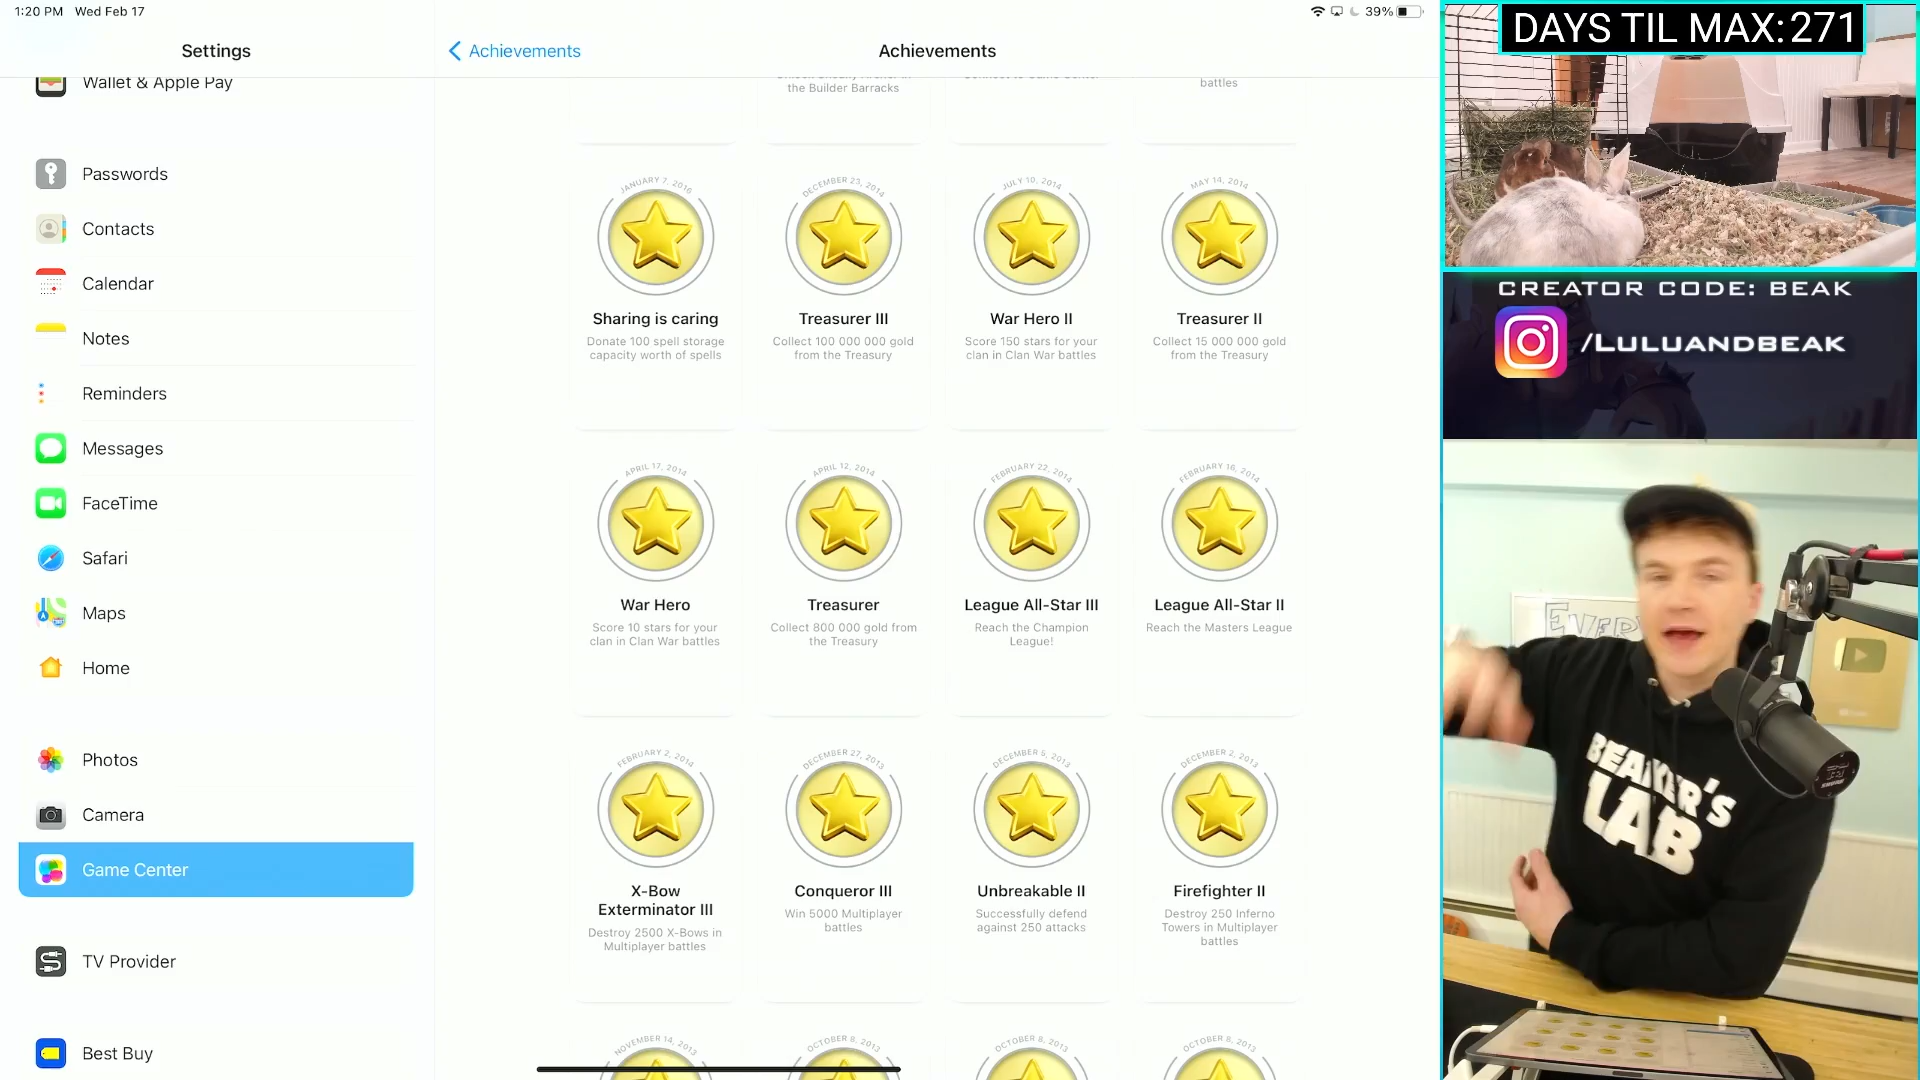 1:20 PM Wed Feb 17
39%
Settings
Wallet & Apple Pay
Passwords
Contacts
Calendar
Notes
Reminders
Messages
FaceTime
Safari
Maps
Home
Photos
Camera
Game Center
TV Provider
Best Buy
Achievements
Achievements
the Builder Barracks
battles
JANUARY 7, 2016
Sharing is caring
Donate 100 spell storage
capacity worth of spells
DECEMBER 23, 2014
Treasurer III
Collect 100 000 000 gold
from the Treasury
JULY 10, 2014
War Hero II
Score 150 stars for your
clan in Clan War battles
MAY 14, 2014
Treasurer II
Collect 15 000 000 gold
from the Treasury
APRIL 17, 2014
War Hero
Score 10 stars for your
clan in Clan War battles
APRIL 12, 2014
Treasurer
Collect 800 000 gold from
the Treasury
FEBRUARY 22, 2014
League All-Star III
Reach the Champion
League!
FEBRUARY 16, 2014
League All-Star II
Reach the Masters League
FEBRUARY 2, 2014
X-Bow
Exterminator III
Destroy 2500 X-Bows in
Multiplayer battles
DECEMBER 27, 2013
Conqueror III
Win 5000 Multiplayer
battles
DECEMBER 5, 2013
Unbreakable II
Successfully defend
against 250 attacks
DECEMBER 2, 2013
Firefighter II
Destroy 250 Inferno
Towers in Multiplayer
battles
NOVEMBER 14, 2013
OCTOBER 8, 2013
OCTOBER 8, 2013
OCTOBER 8, 2013
DAYS TIL MAX: 271
CREATOR CODE: BEAK
/LULUANDBEAK
BEAKER'S
LAB